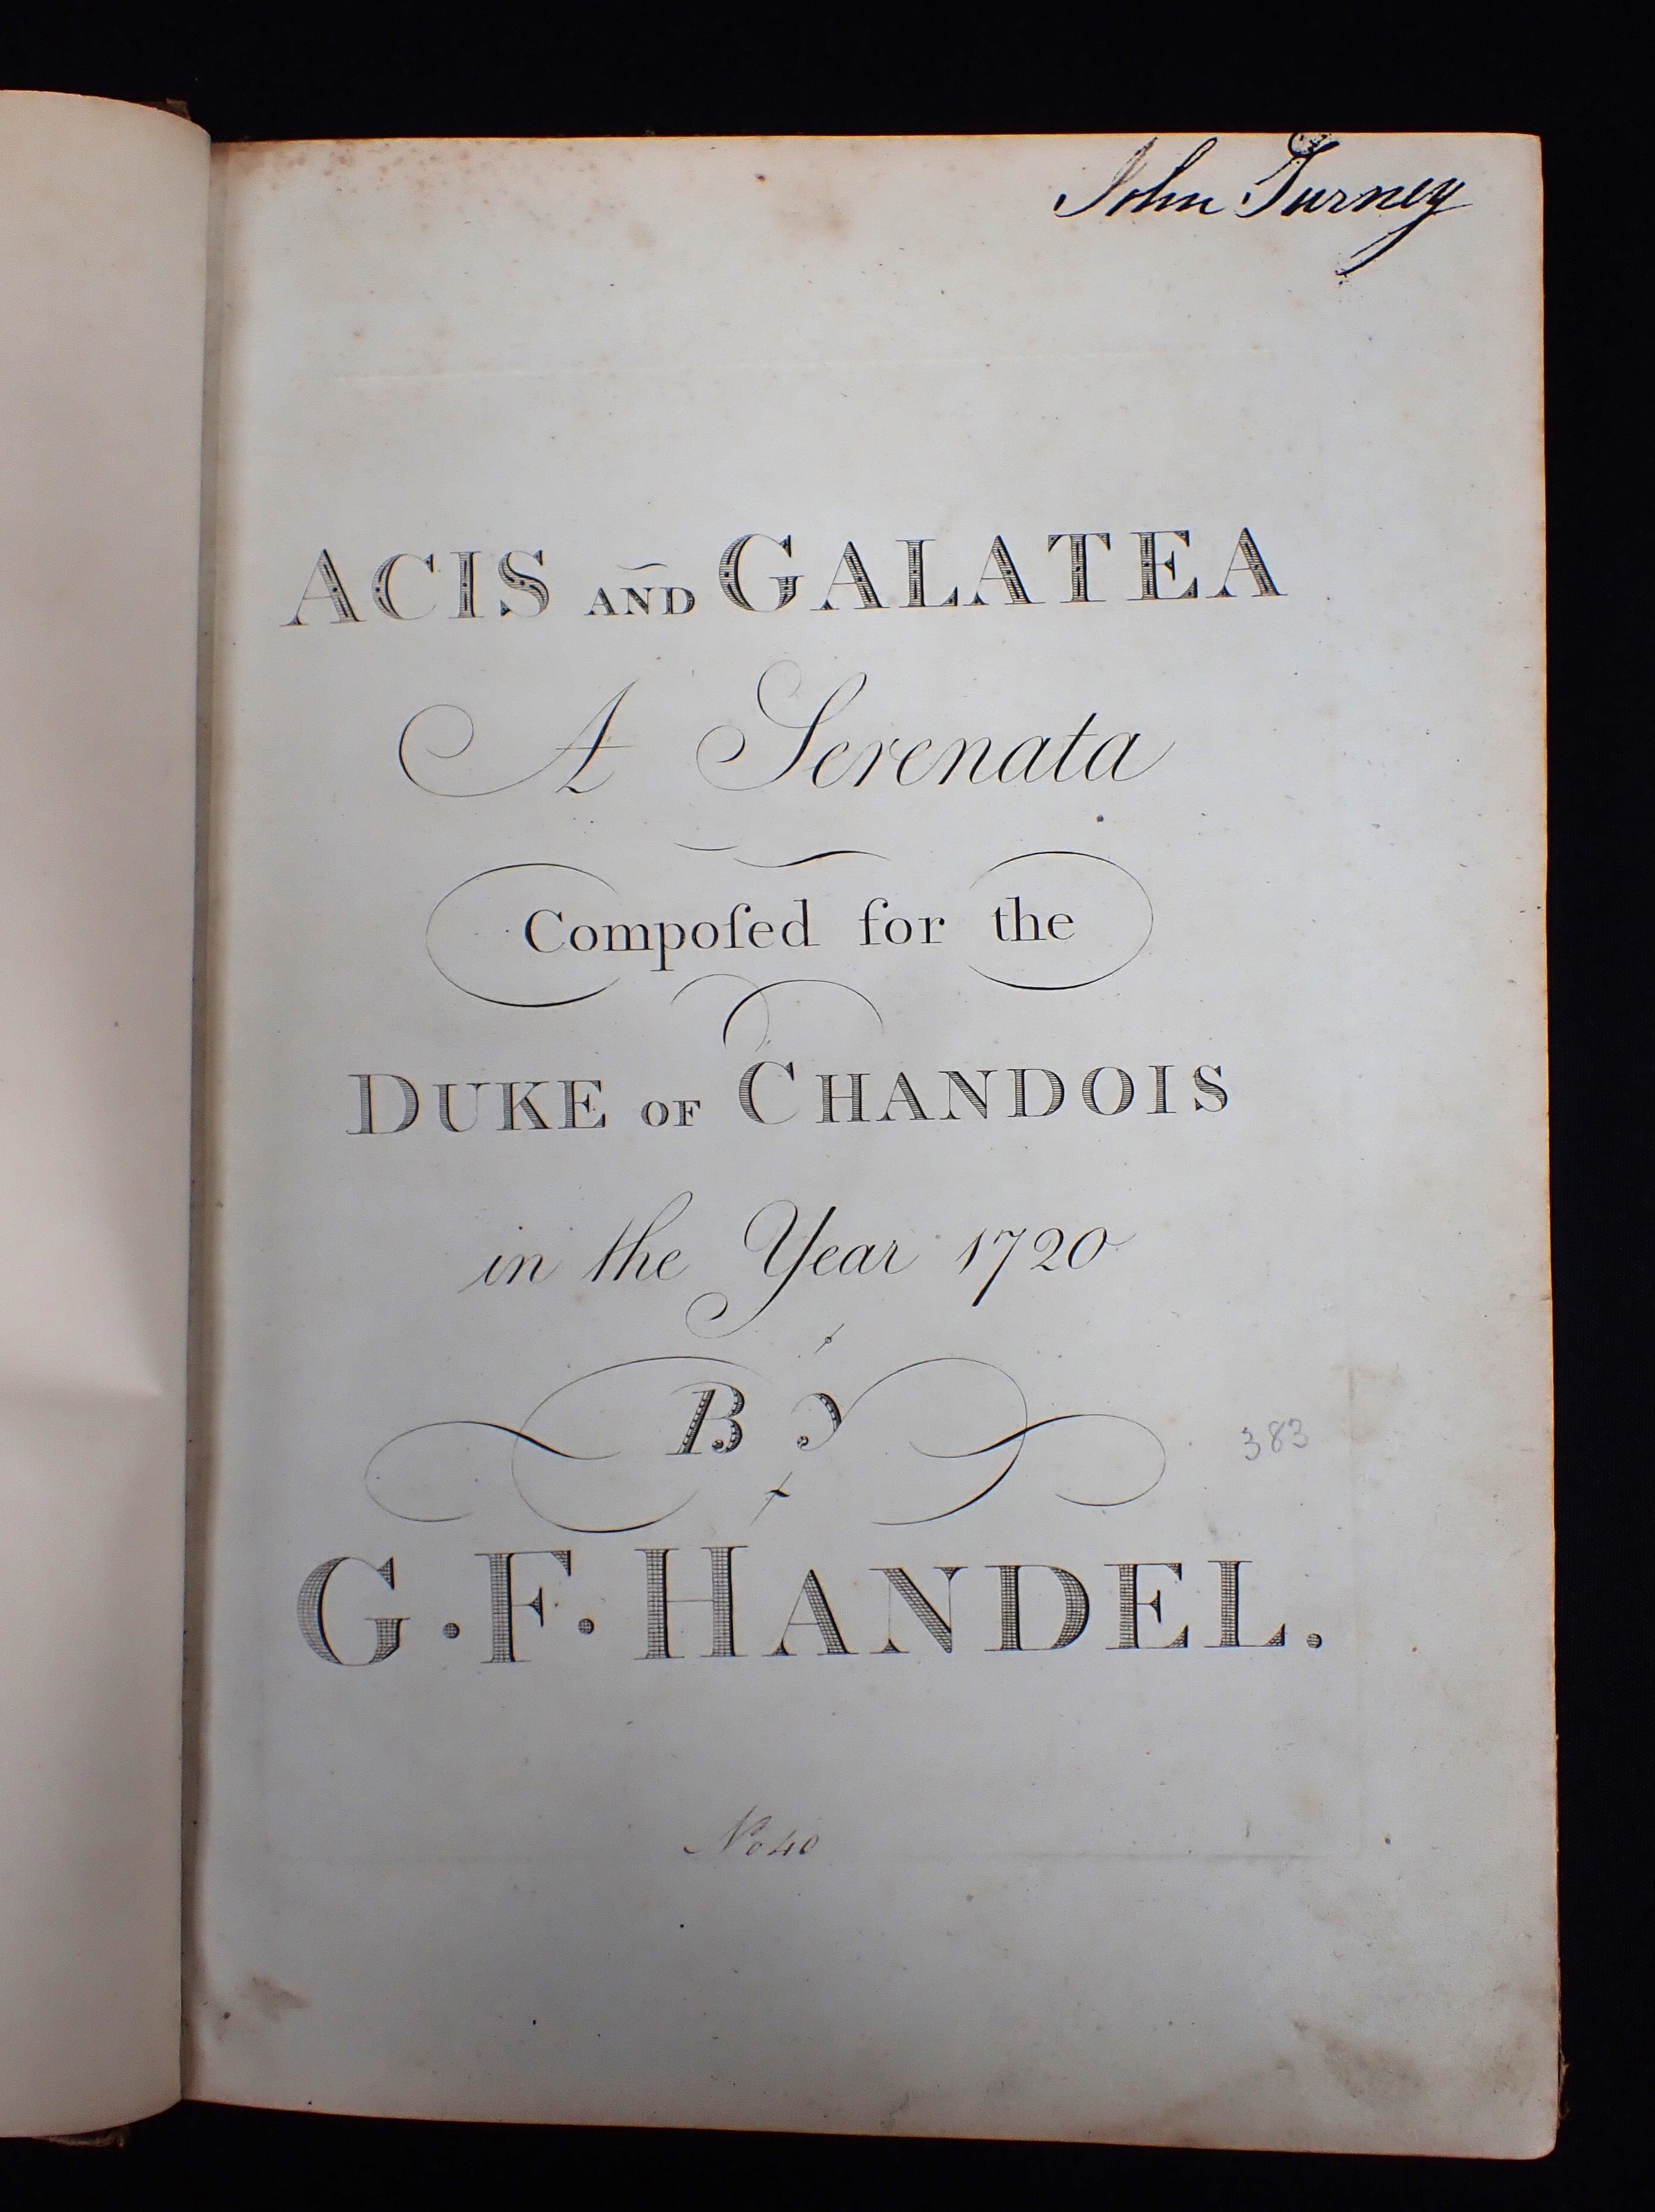 John Turney
ACIS AND GALATEA
A Serenata
Compoſed for the
DUKE OF CHANDOIS
in the Year 1720
By
383
G. F. HANDEL.
No 40